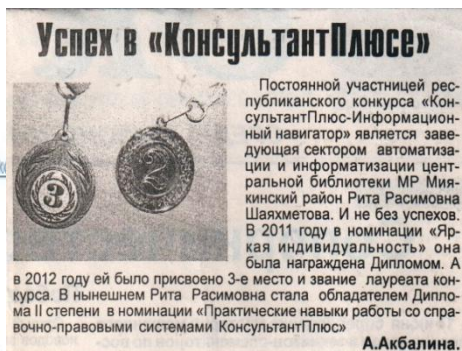 Успех в «КонсультантПлюсе»
Постоянной участницей рес-
публиканского конкурса «Кон-
сультантПлюс-Информацион-
ный навигатор» является заве-
дующая сектором автоматиза-
ции и информатизации цент-
ральной библиотеки МР Мия-
кинский район Рита Расимовна
Шаяхметова. И не без успехов.
В 2011 году в номинации «Яр-
кая индивидуальность» она
была награждена Дипломом. А
в 2012 году ей было присвоено 3-е место и звание лауреата кон-
курса. В нынешнем Рита Расимовна стала обладателем Дипло-
ма II степени в номинации «Практические навыки работы со спра-
вочно-правовыми системами КонсультантПлюс»
А.Акбалина.
3
2